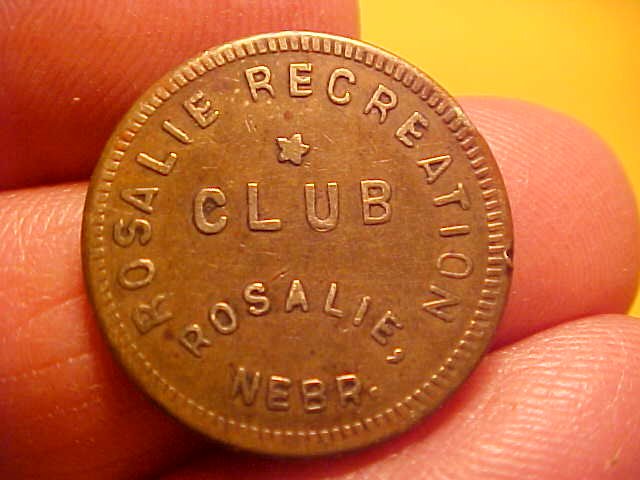 ROSALIE RECREATION
CLUB
ROSALIE,
NEBR.